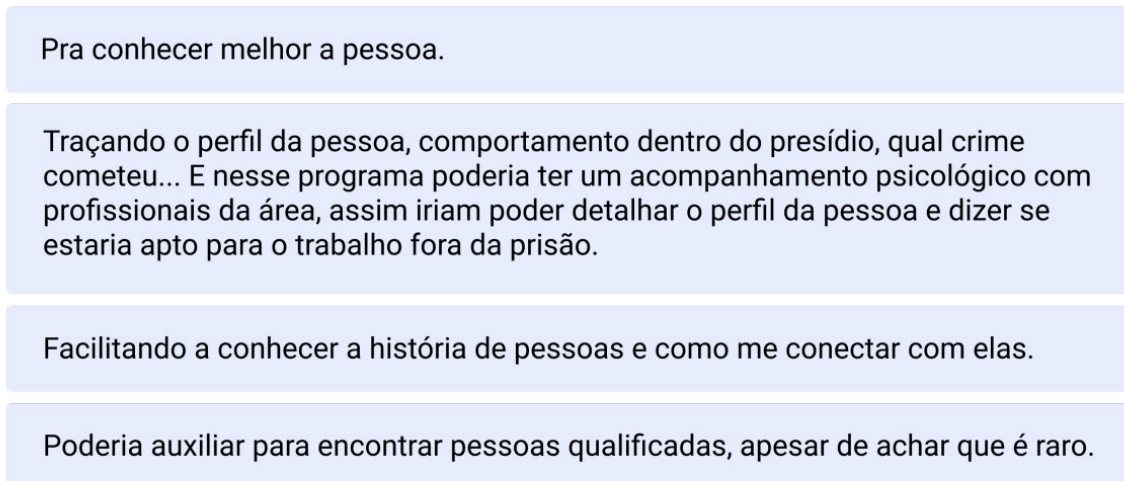 Pra conhecer melhor a pessoa.
Traçando o perfil da pessoa, comportamento dentro do presídio, qual crime
cometeu... E nesse programa poderia ter um acompanhamento psicológico com
profissionais da área, assim iriam poder detalhar o perfil da pessoa e dizer se
estaria apto para o trabalho fora da prisão.
Facilitando a conhecer a história de pessoas e como me conectar com elas.
Poderia auxiliar para encontrar pessoas qualificadas, apesar de achar que é raro.